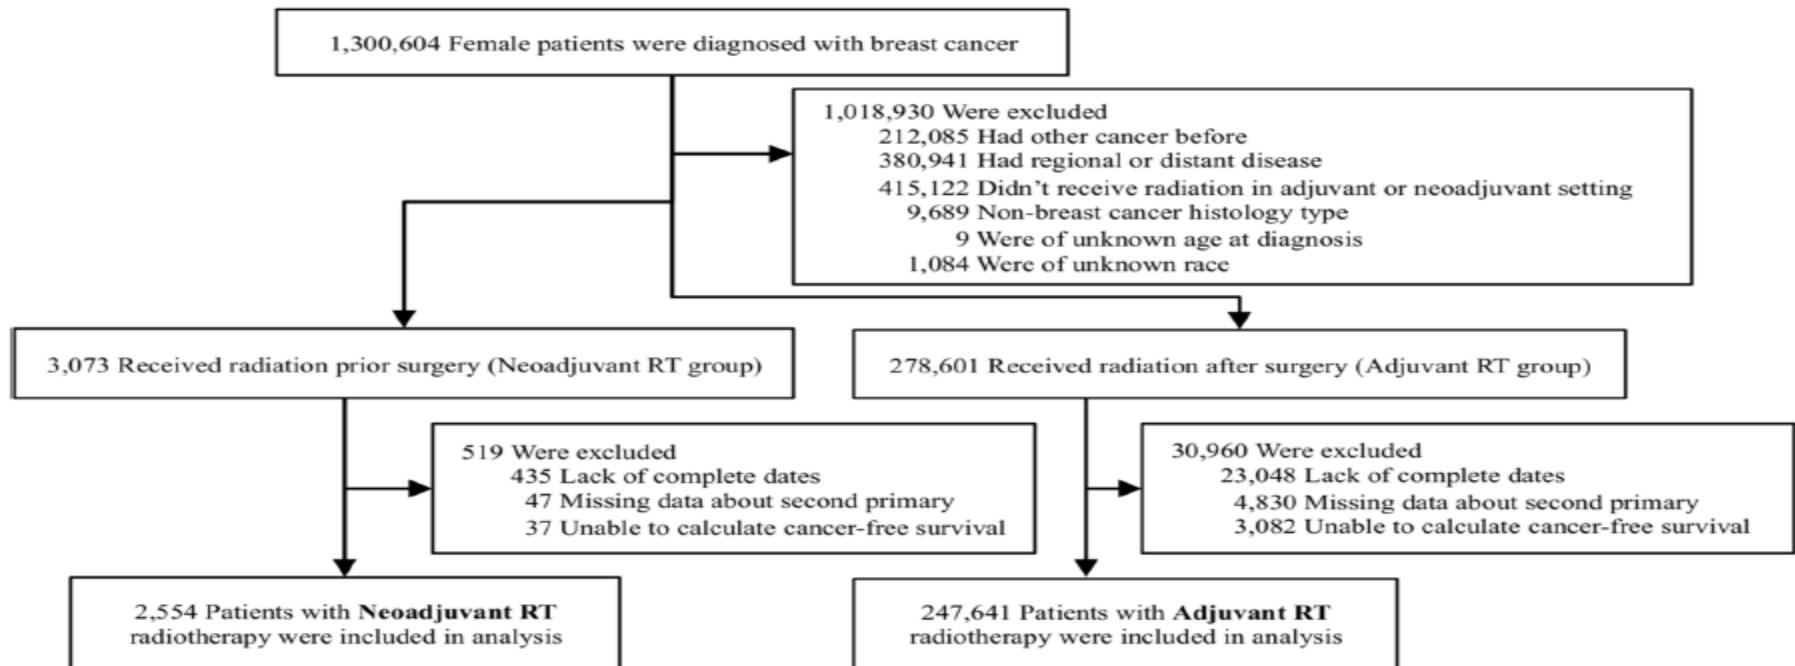 1,300,604 Female patients were diagnosed with breast cancer
1,018,930 Were excluded
212,085 Had other cancer before
380,941 Had regional or distant disease
415,122 Didn't receive radiation in adjuvant or neoadjuvant setting
9,689 Non-breast cancer histology type
9 Were of unknown age at diagnosis
1,084 Were of unknown race
3,073 Received radiation prior surgery (Neoadjuvant RT group)
278,601 Received radiation after surgery (Adjuvant RT group)
519 Were excluded
435 Lack of complete dates
47 Missing data about second primary
37 Unable to calculate cancer-free survival
30,960 Were excluded
23,048 Lack of complete dates
4,830 Missing data about second primary
3,082 Unable to calculate cancer-free survival
2,554 Patients with Neoadjuvant RT
radiotherapy were included in analysis
247,641 Patients with Adjuvant RT
radiotherapy were included in analysis